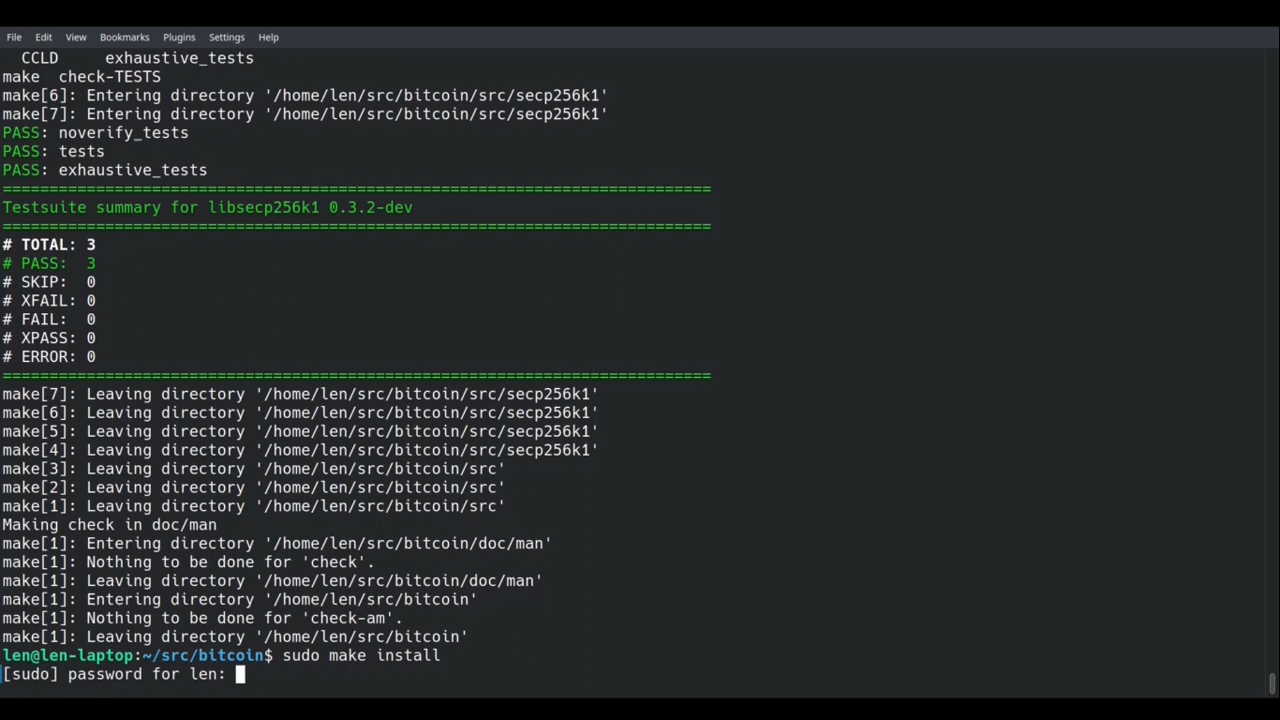 File Edit View Bookmarks Plugins Settings Help
CCLD exhaustive_tests
make check-TESTS
make[6]: Entering directory '/home/len/src/bitcoin/src/secp256k1'
make[7]: Entering directory '/home/len/src/bitcoin/src/secp256k1'
PASS: noverify_tests
PASS: tests
PASS: exhaustive_tests
============================================================================
Testsuite summary for libsecp256k1 0.3.2-dev
============================================================================
# TOTAL: 3
# PASS:  3
# SKIP:  0
# XFAIL: 0
# FAIL:  0
# XPASS: 0
# ERROR: 0
============================================================================
make[7]: Leaving directory '/home/len/src/bitcoin/src/secp256k1'
make[6]: Leaving directory '/home/len/src/bitcoin/src/secp256k1'
make[5]: Leaving directory '/home/len/src/bitcoin/src/secp256k1'
make[4]: Leaving directory '/home/len/src/bitcoin/src/secp256k1'
make[3]: Leaving directory '/home/len/src/bitcoin/src'
make[2]: Leaving directory '/home/len/src/bitcoin/src'
make[1]: Leaving directory '/home/len/src/bitcoin/src'
Making check in doc/man
make[1]: Entering directory '/home/len/src/bitcoin/doc/man'
make[1]: Nothing to be done for 'check'.
make[1]: Leaving directory '/home/len/src/bitcoin/doc/man'
make[1]: Entering directory '/home/len/src/bitcoin'
make[1]: Nothing to be done for 'check-am'.
make[1]: Leaving directory '/home/len/src/bitcoin'
len@len-laptop:~/src/bitcoin$ sudo make install
[sudo] password for len: